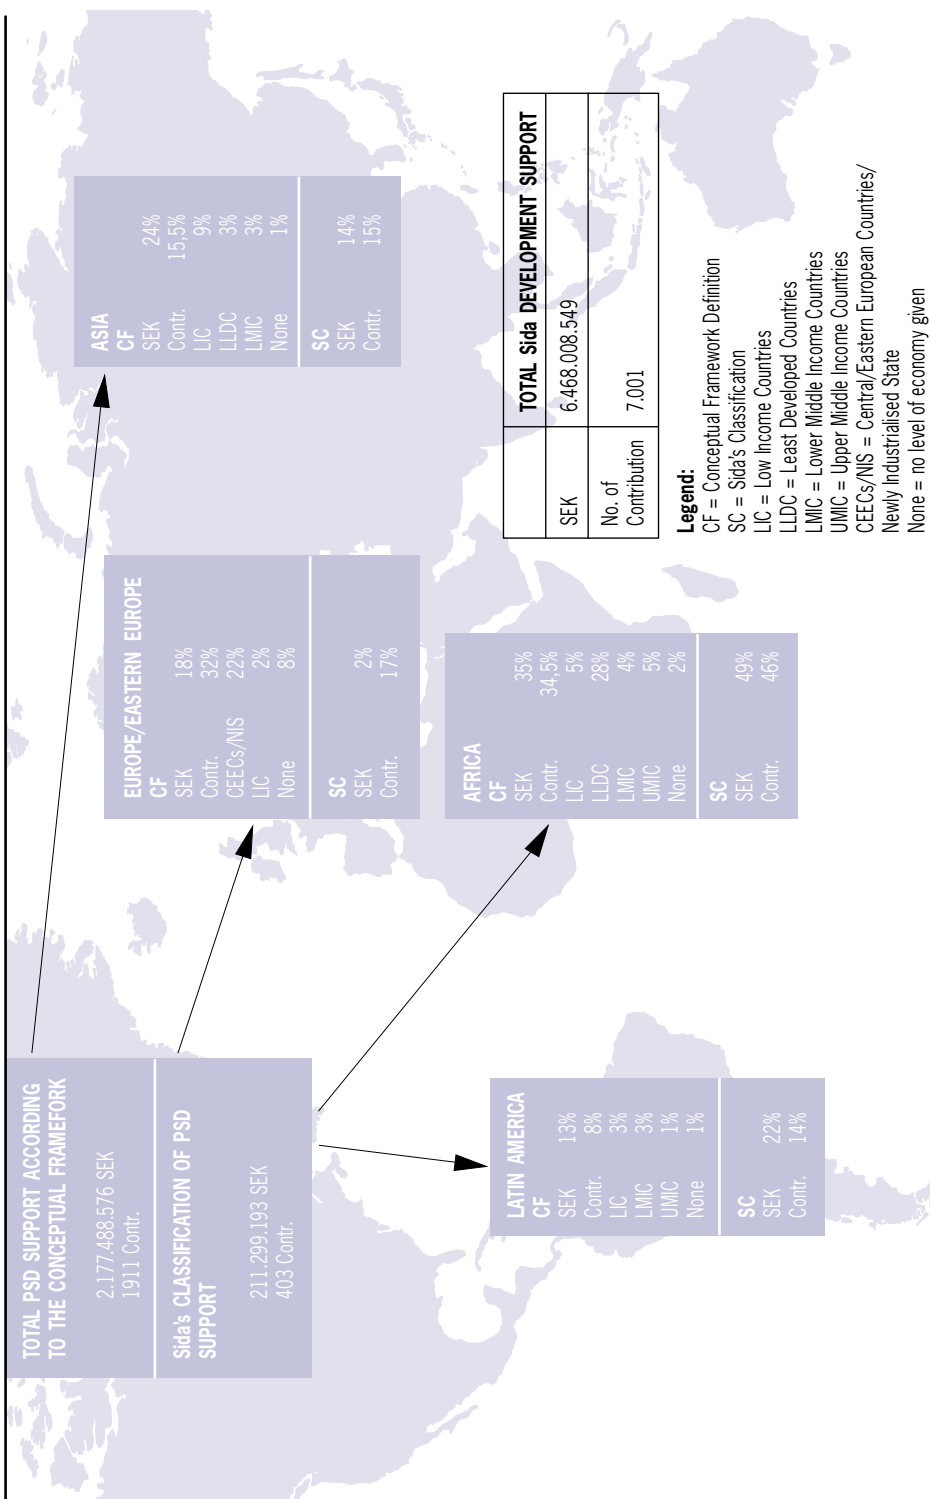 TOTAL PSD SUPPORT ACCORDING
TO THE CONCEPTUAL FRAMEFORK
2.177.488.576 SEK
1911 Contr.
Sida's CLASSIFICATION OF PSD
SUPPORT
211.299.193 SEK
403 Contr.
LATIN AMERICA
CF
SEK 13%
Contr. 8%
LIC 3%
LMIC 3%
UMIC 1%
None 1%
SC
SEK 22%
Contr. 14%
EUROPE/EASTERN EUROPE
CF
SEK 18%
Contr. 32%
CEECs/NIS 22%
LIC 2%
None 8%
SC
SEK 2%
Contr. 17%
AFRICA
CF
SEK 35%
Contr. 34,5%
LIC 5%
LLDC 28%
LMIC 4%
UMIC 5%
None 2%
SC
SEK 49%
Contr. 46%
ASIA
CF
SEK 24%
Contr. 15,5%
LIC 9%
LLDC 3%
LMIC 3%
None 1%
SC
SEK 14%
Contr. 15%
TOTAL Sida DEVELOPMENT SUPPORT
SEK 6.468.008.549
No. of
Contribution 7.001
Legend:
CF = Conceptual Framework Definition
SC = Sida's Classification
LIC = Low Income Countries
LLDC = Least Developed Countries
LMIC = Lower Middle Income Countries
UMIC = Upper Middle Income Countries
CEECs/NIS = Central/Eastern European Countries/
Newly Industrialised State
None = no level of economy given